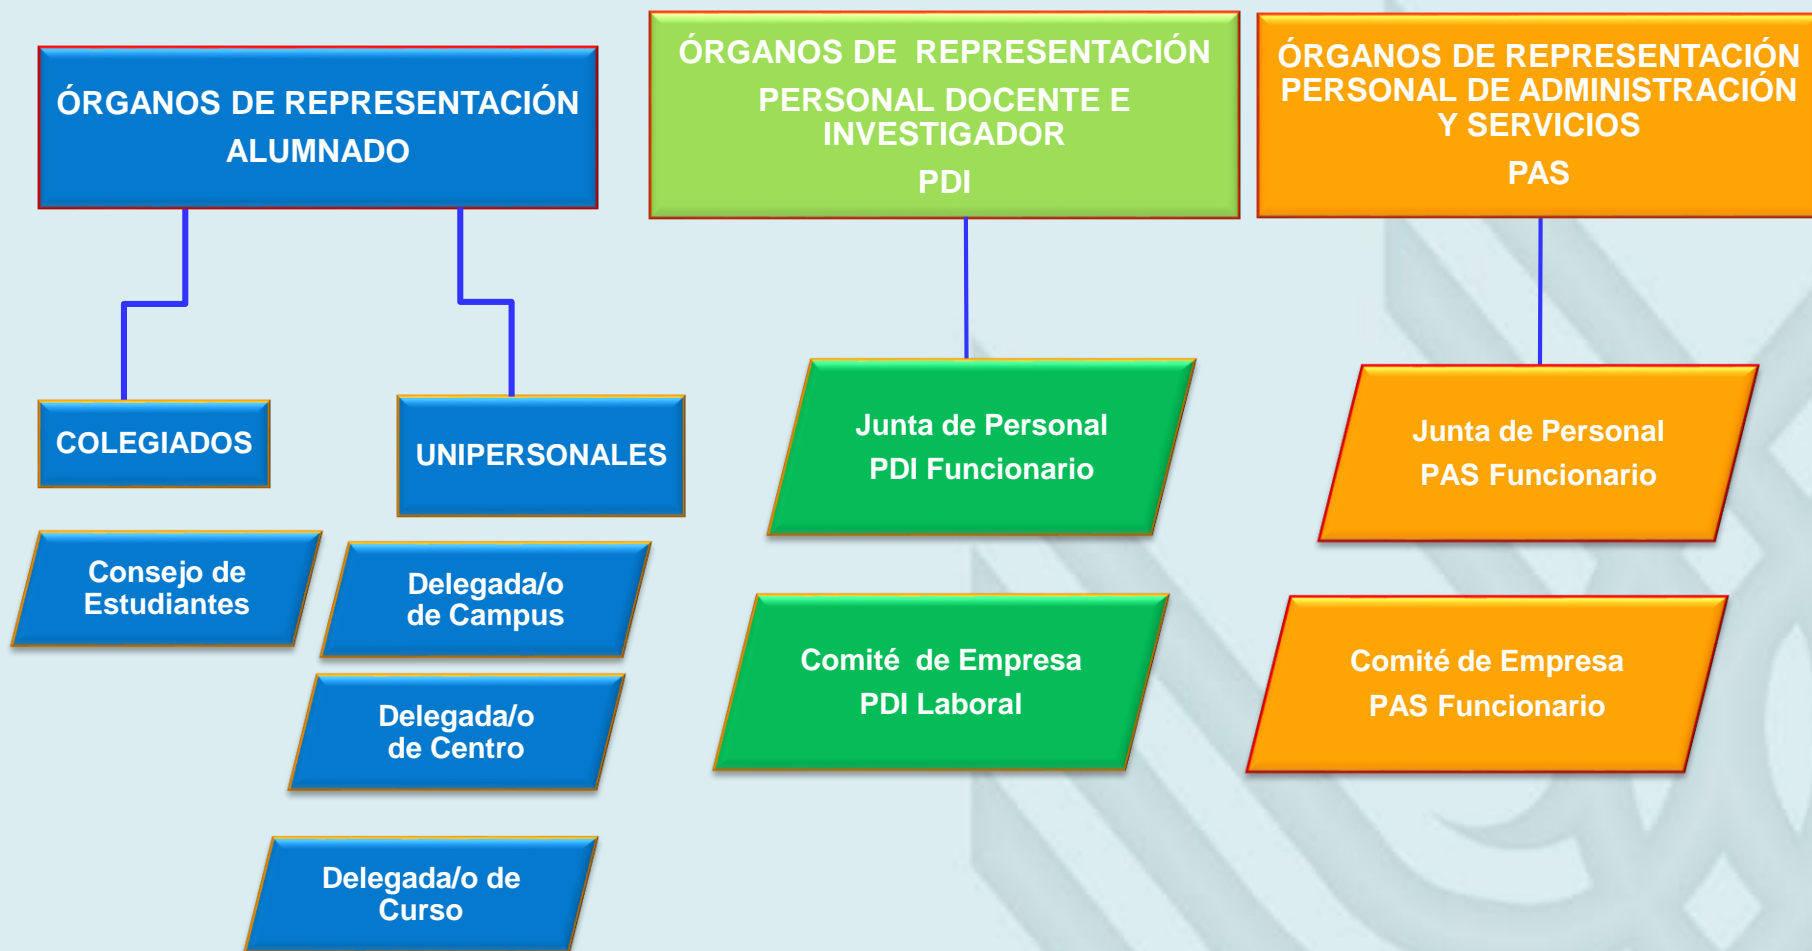 ÓRGANOS DE REPRESENTACIÓN
ALUMNADO
COLEGIADOS
UNIPERSONALES
Consejo de
Estudiantes
Delegada/o
de Campus
Delegada/o
de Centro
Delegada/o de
Curso
ÓRGANOS DE REPRESENTACIÓN
PERSONAL DOCENTE E
INVESTIGADOR
PDI
Junta de Personal
PDI Funcionario
Comité de Empresa
PDI Laboral
ÓRGANOS DE REPRESENTACIÓN
PERSONAL DE ADMINISTRACIÓN
Y SERVICIOS
PAS
Junta de Personal
PAS Funcionario
Comité de Empresa
PAS Funcionario